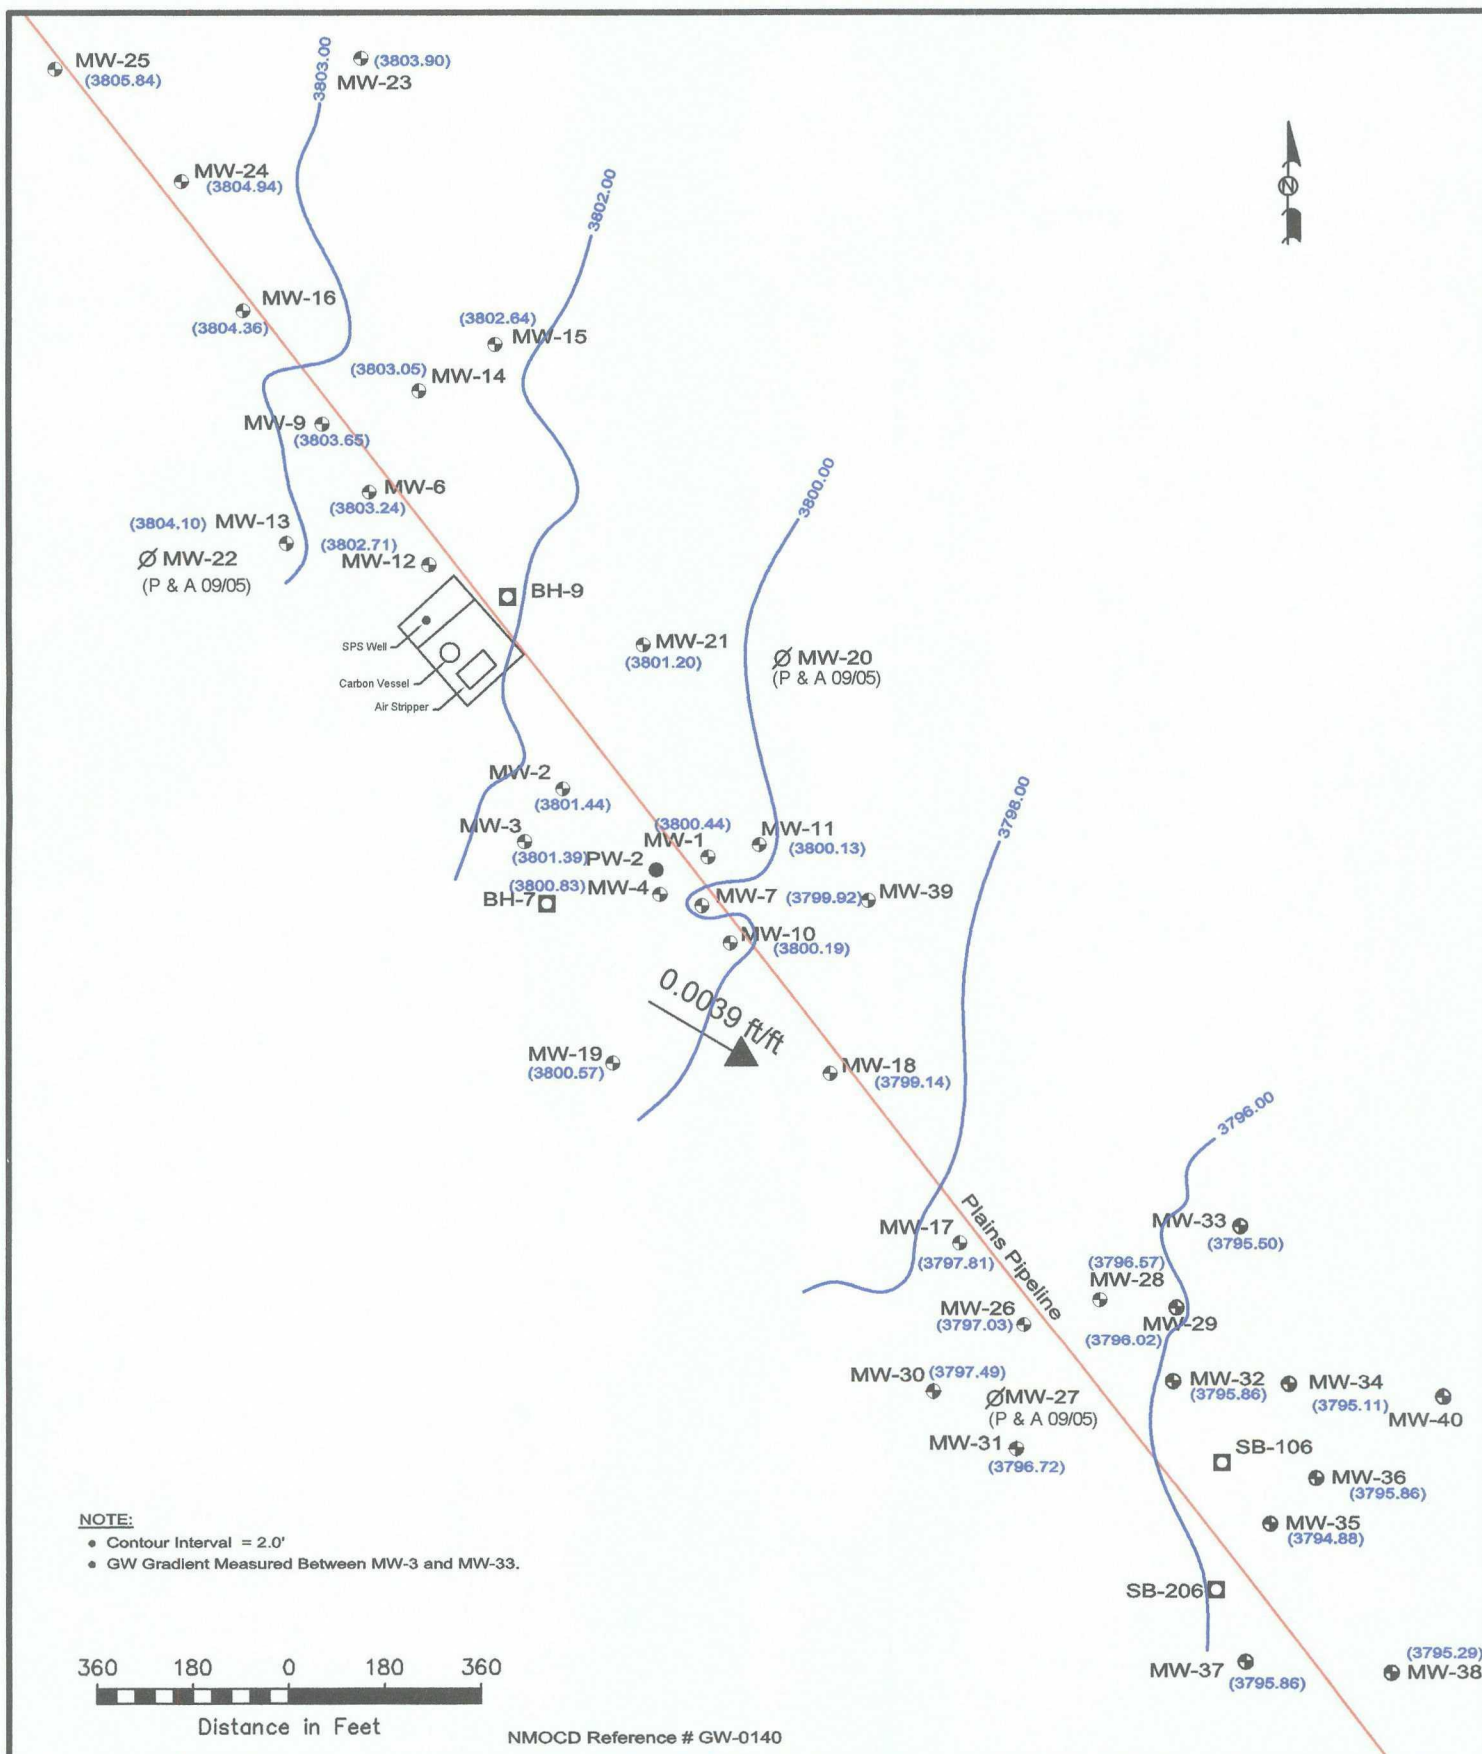 MW-25
(3805.84)
3803.00
(3803.90)
MW-23
MW-24
(3804.94)
N
3802.00
MW-16
(3804.36)
(3802.64)
MW-15
(3803.05)
MW-14
MW-9
(3803.65)
MW-6
(3803.24)
3800.00
(3804.10) MW-13
(3802.71)
MW-12
MW-22
(P & A 09/05)
BH-9
SPS Well
Carbon Vessel
Air Stripper
MW-21
(3801.20)
MW-20
(P & A 09/05)
MW-2
(3801.44)
3798.00
MW-3
(3801.39)
(3800.44)
MW-1
MW-11
(3800.13)
PW-2
(3800.83) MW-4
BH-7
MW-7
(3799.92)
MW-39
MW-10
(3800.19)
0.0039 ft/ft
MW-19
(3800.57)
MW-18
(3799.14)
3796.00
Plains Pipeline
MW-17
(3797.81)
MW-33
(3795.50)
(3796.57)
MW-28
MW-26
(3797.03)
MW-29
(3796.02)
MW-30
(3797.49)
MW-27
(P & A 09/05)
MW-31
(3796.72)
MW-32
(3795.86)
MW-34
(3795.11)
MW-40
SB-106
MW-36
(3795.86)
MW-35
(3794.88)
SB-206
MW-37
(3795.86)
(3795.29)
MW-38
NOTE:
• Contour Interval = 2.0'
• GW Gradient Measured Between MW-3 and MW-33.
360 180 0 180 360
Distance in Feet
NMOCD Reference # GW-0140